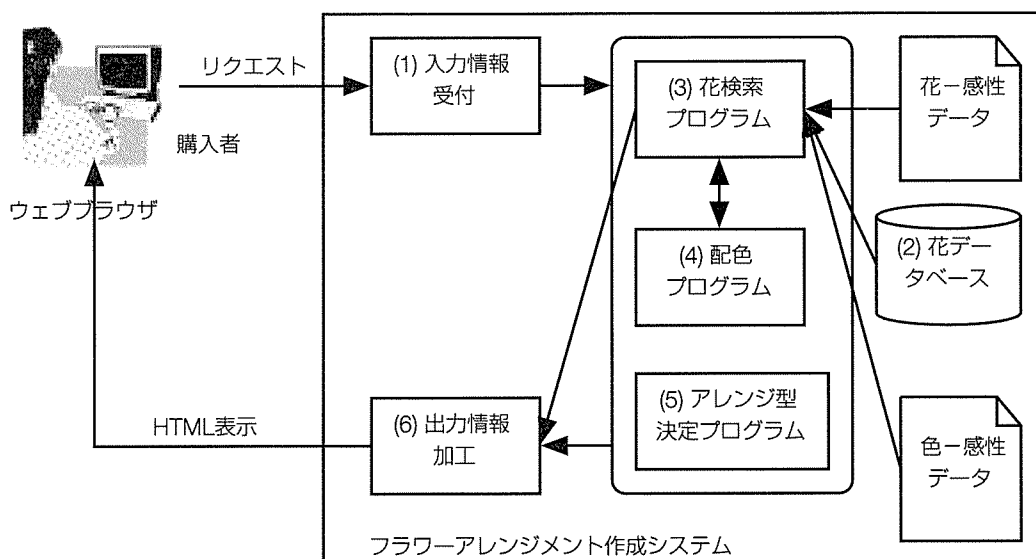 リクエスト
購入者
ウェブブラウザ
(1) 入力情報
受付
(3) 花検索
プログラム
花－感性
データ
(4) 配色
プログラム
(2) 花デー
タベース
(5) アレンジ型
決定プログラム
HTML表示
(6) 出力情報
加工
色－感性
データ
フラワーアレンジメント作成システム